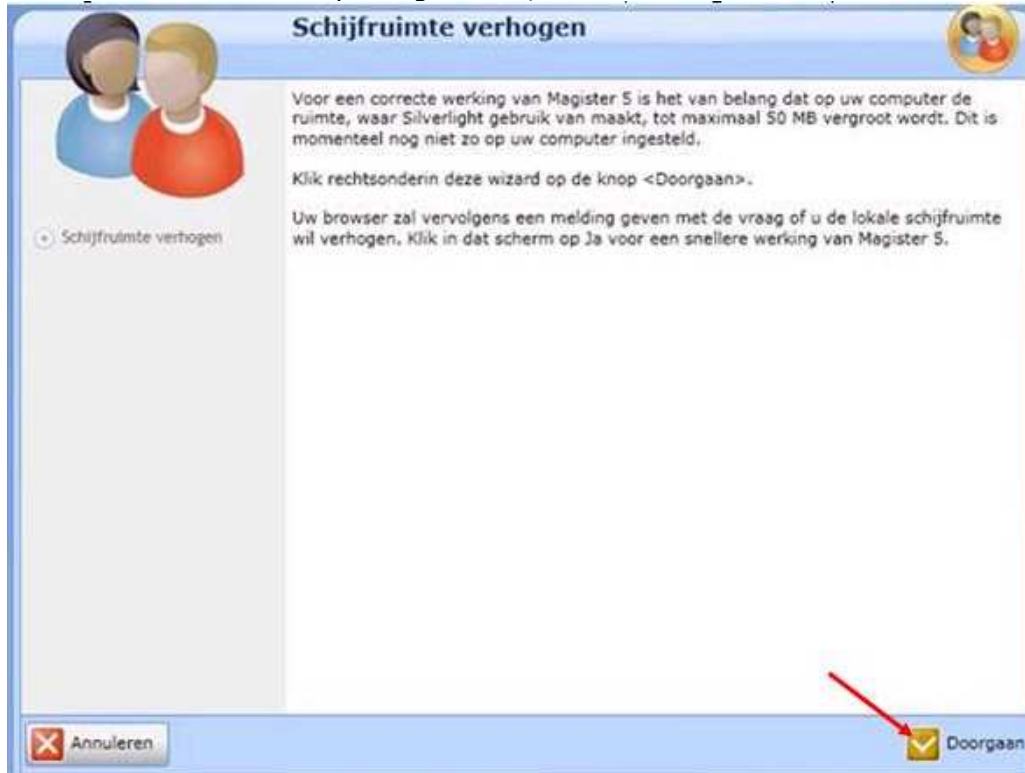 Schijfruimte verhogen
Voor een correcte werking van Magister 5 is het van belang dat op uw computer de
ruimte, waar Silverlight gebruik van maakt, tot maximaal 50 MB vergroot wordt. Dit is
momenteel nog niet zo op uw computer ingesteld.
Klik rechtsonderin deze wizard op de knop <Doorgaan>.
Uw browser zal vervolgens een melding geven met de vraag of u de lokale schijfruimte
wil verhogen. Klik in dat scherm op Ja voor een snellere werking van Magister 5.
Schijfruimte verhogen
Annuleren
Doorgaan